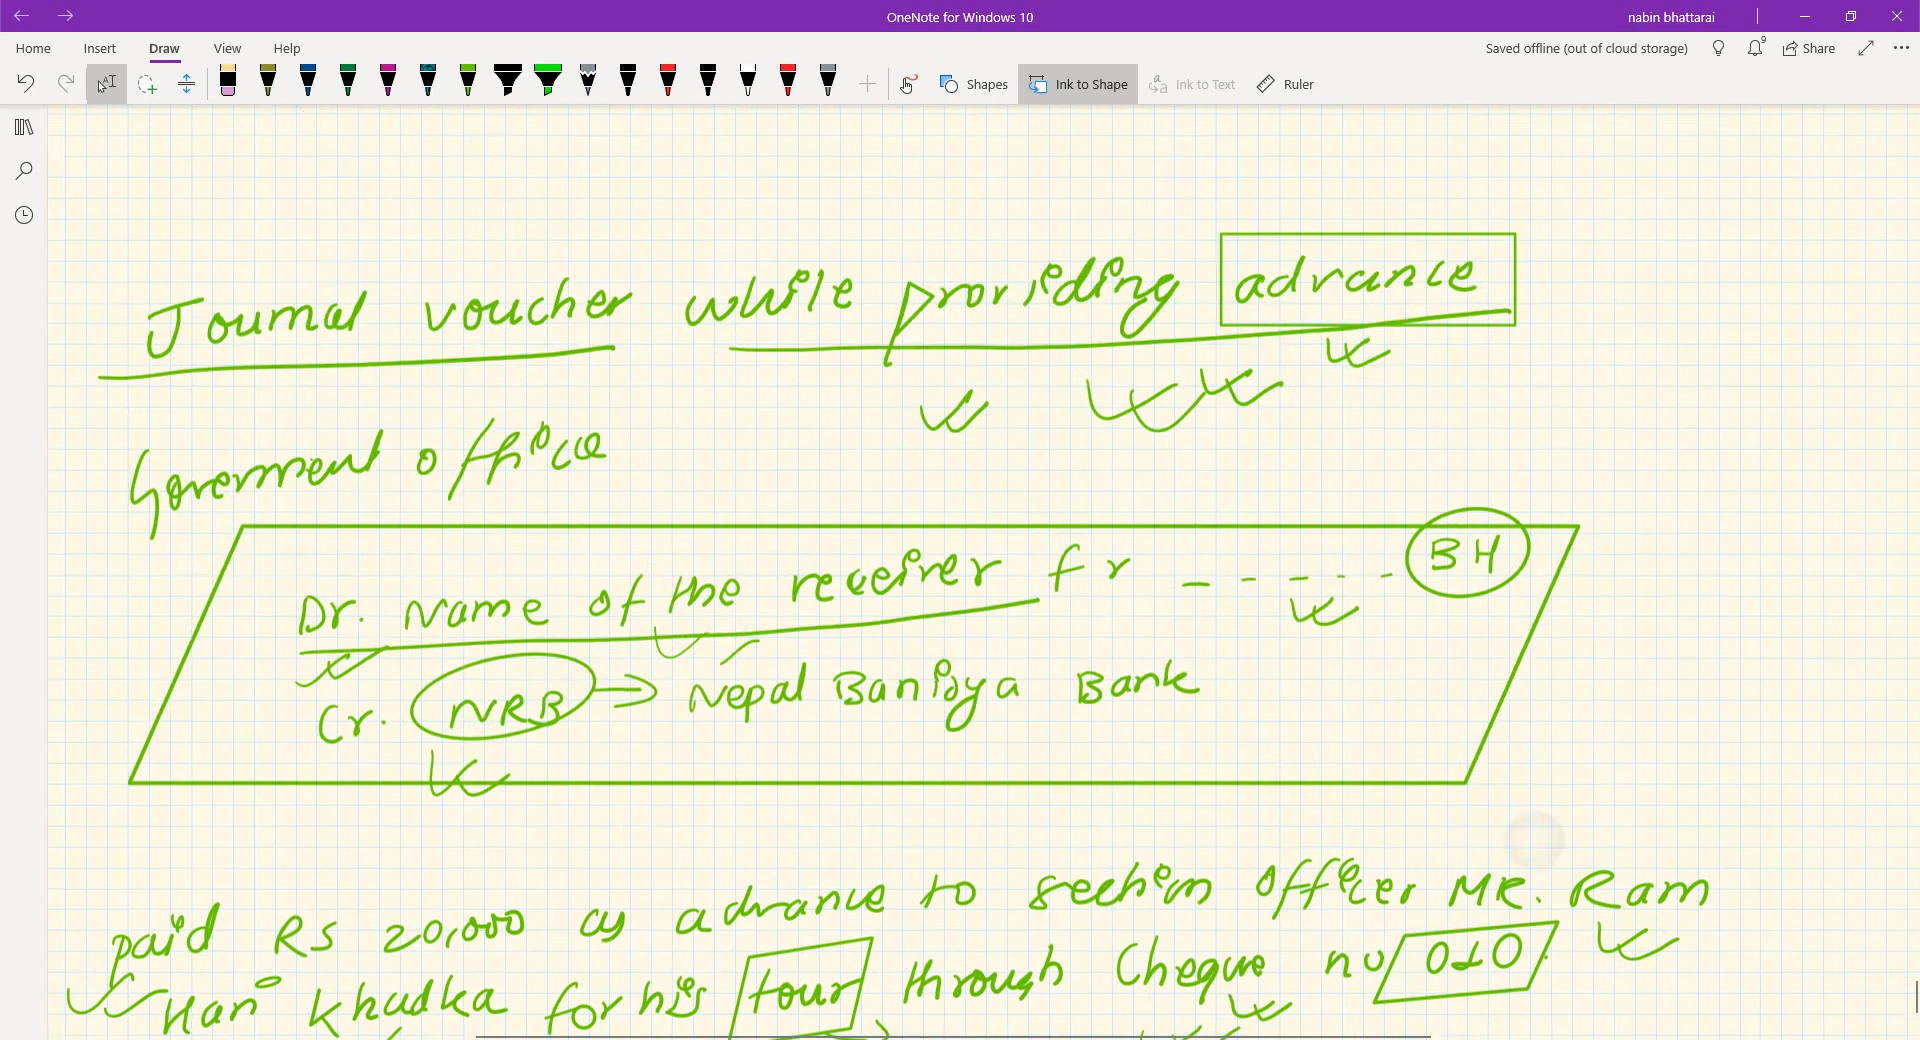 OneNote for Windows 10
nabin bhattarai
Home Insert Draw View Help
Saved offline (out of cloud storage) 9 Share
Shapes Ink to Shape Ink to Text Ruler
Journal voucher while providing advance
Government office
Dr. Name of the receiver fr - - - - - BH
Cr. NRB → Nepal Banijya Bank
paid Rs 20,000 as advance to section officer MR. Ram
Hari Khadka for his tour through Cheque no 010.